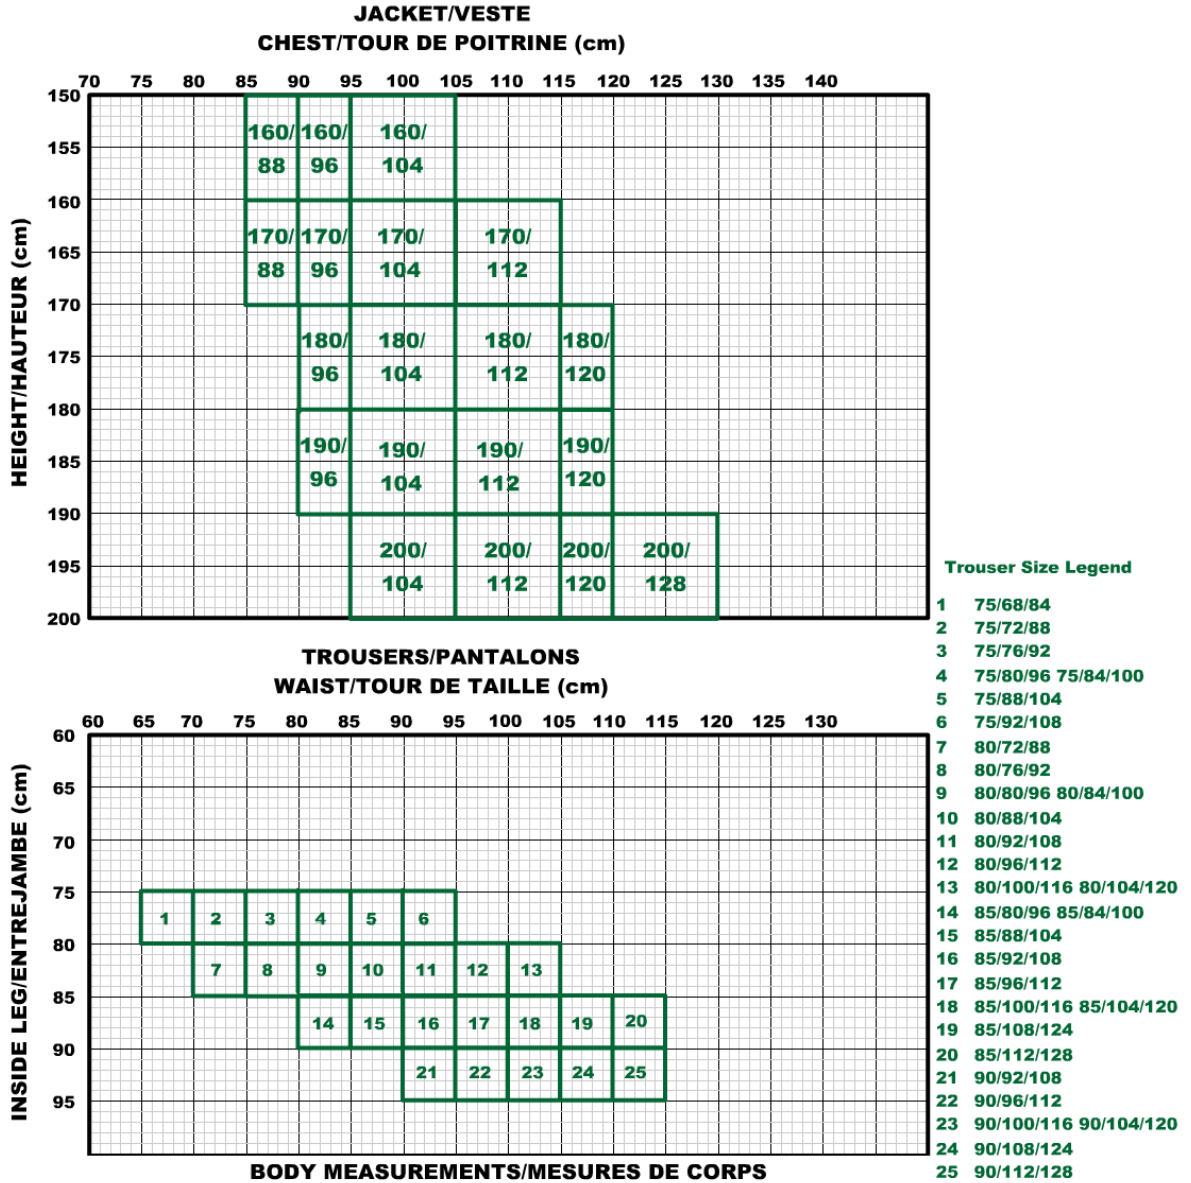 JACKET/VESTE
CHEST/TOUR DE POITRINE (cm)
70 75 80 85 90 95 100 105 110 115 120 125 130 135 140
HEIGHT/HAUTEUR (cm)
150
160/ 160/ 160/
155
88 96 104
160
170/ 170/ 170/ 170/
165
88 96 104 112
170
180/ 180/ 180/ 180/
175
96 104 112 120
180
190/ 190/ 190/ 190/
185
96 104 112 120
190
200/ 200/ 200/ 200/
195
104 112 120 128
200
TROUSERS/PANTALONS
WAIST/TOUR DE TAILLE (cm)
60 65 70 75 80 85 90 95 100 105 110 115 120 125 130
INSIDE LEG/ENTREJAMBE (cm)
60
65
70
75
1 2 3 4 5 6
80
7 8 9 10 11 12 13
85
14 15 16 17 18 19 20
90
21 22 23 24 25
95
BODY MEASUREMENTS/MESURES DE CORPS
Trouser Size Legend
1 75/68/84
2 75/72/88
3 75/76/92
4 75/80/96 75/84/100
5 75/88/104
6 75/92/108
7 80/72/88
8 80/76/92
9 80/80/96 80/84/100
10 80/88/104
11 80/92/108
12 80/96/112
13 80/100/116 80/104/120
14 85/80/96 85/84/100
15 85/88/104
16 85/92/108
17 85/96/112
18 85/100/116 85/104/120
19 85/108/124
20 85/112/128
21 90/92/108
22 90/96/112
23 90/100/116 90/104/120
24 90/108/124
25 90/112/128